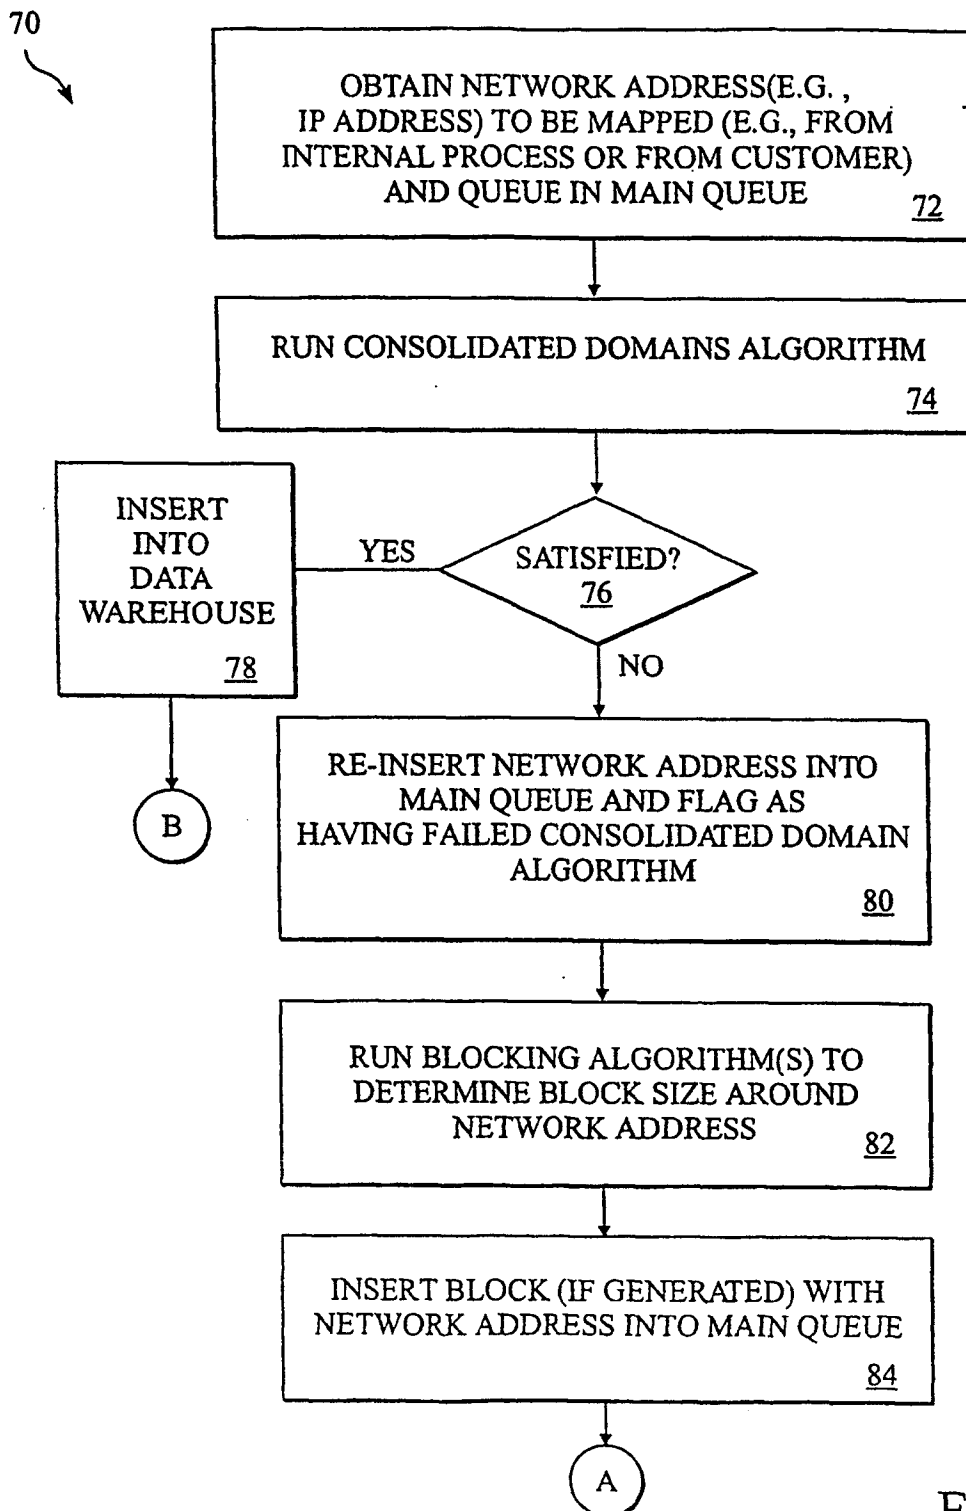 70
OBTAIN NETWORK ADDRESS(E.G. ,
IP ADDRESS) TO BE MAPPED (E.G., FROM
INTERNAL PROCESS OR FROM CUSTOMER)
AND QUEUE IN MAIN QUEUE
72
RUN CONSOLIDATED DOMAINS ALGORITHM
74
SATISFIED?
76
YES
INSERT
INTO
DATA
WAREHOUSE
78
B
NO
RE-INSERT NETWORK ADDRESS INTO
MAIN QUEUE AND FLAG AS
HAVING FAILED CONSOLIDATED DOMAIN
ALGORITHM
80
RUN BLOCKING ALGORITHM(S) TO
DETERMINE BLOCK SIZE AROUND
NETWORK ADDRESS
82
INSERT BLOCK (IF GENERATED) WITH
NETWORK ADDRESS INTO MAIN QUEUE
84
A